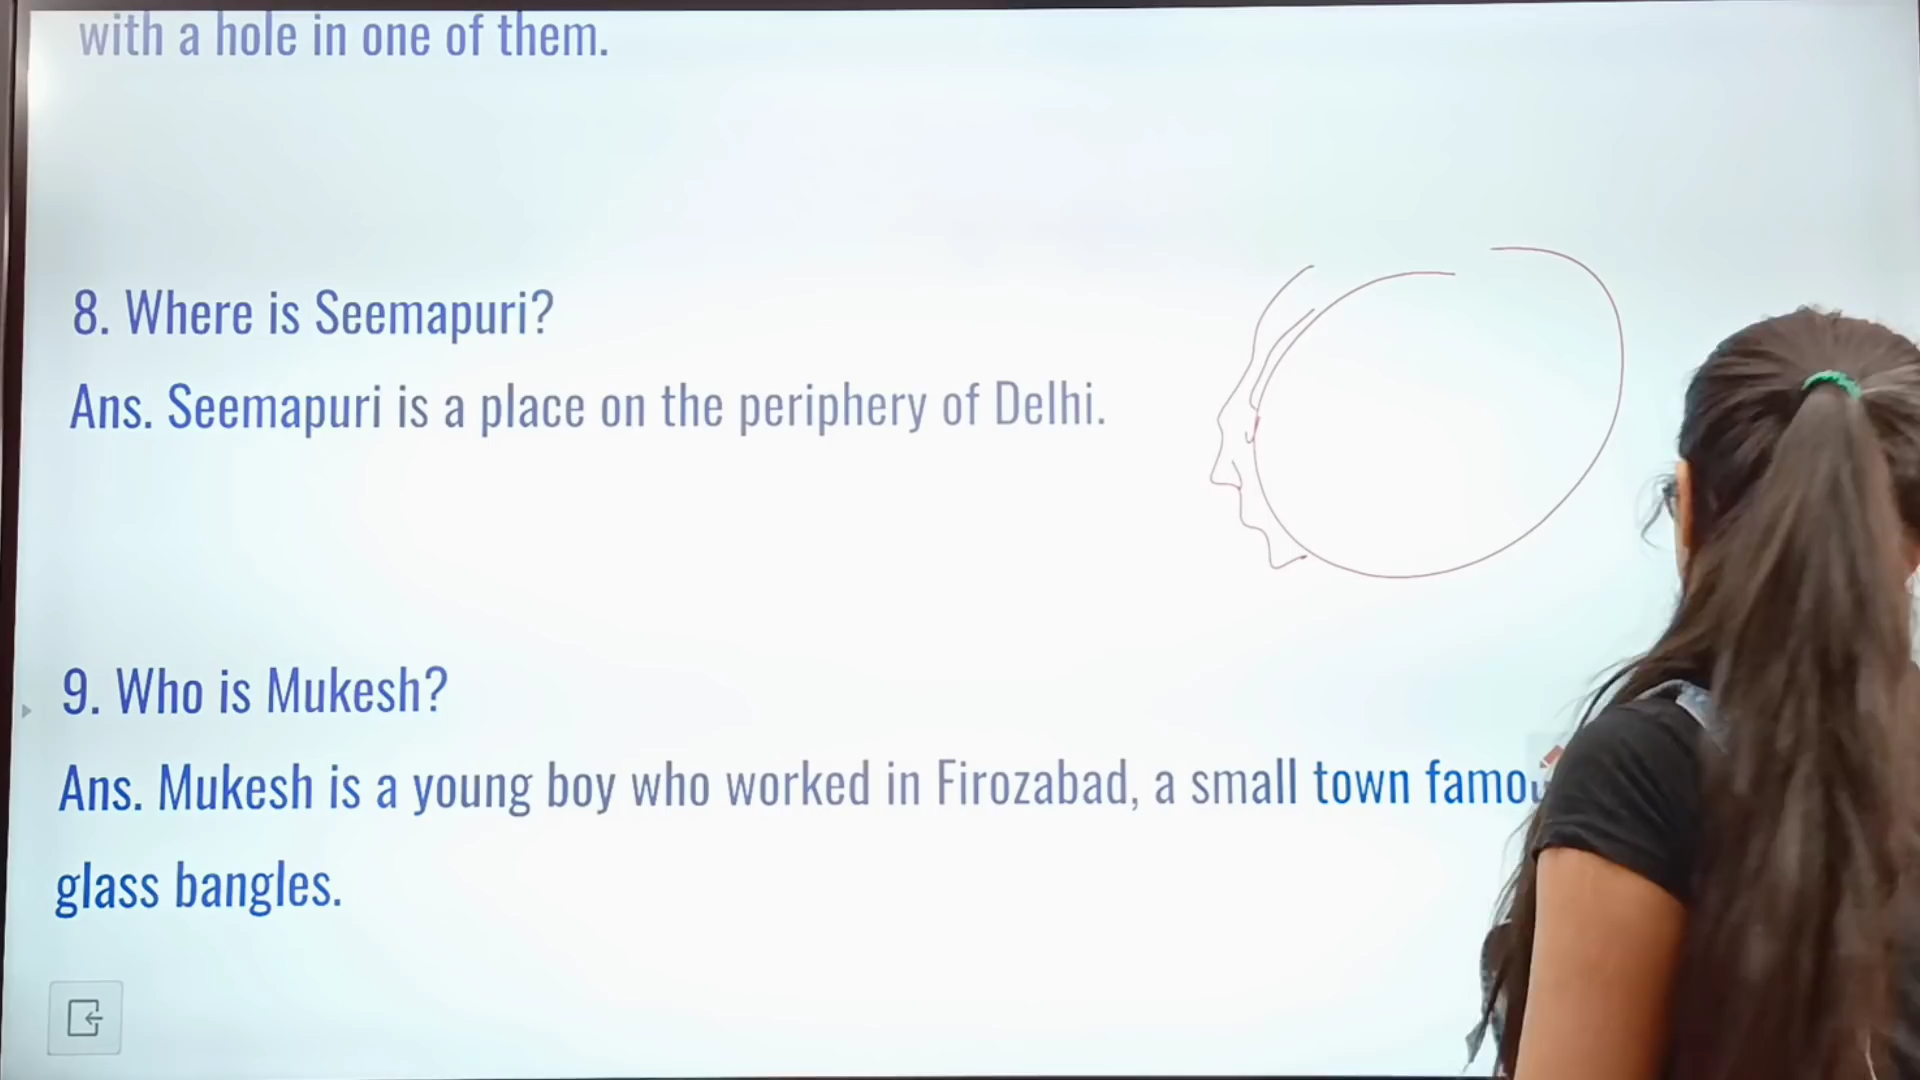 with a hole in one of them.
8. Where is Seemapuri?
Ans. Seemapuri is a place on the periphery of Delhi.
9. Who is Mukesh?
Ans. Mukesh is a young boy who worked in Firozabad, a small town
glass bangles.